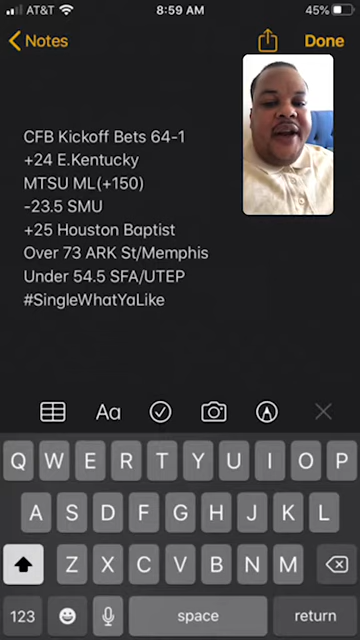 AT&T
8:59 AM
45%
Notes
Done
CFB Kickoff Bets 64-1
+24 E.Kentucky
MTSU ML(+150)
-23.5 SMU
+25 Houston Baptist
Over 73 ARK St/Memphis
Under 54.5 SFA/UTEP
#SingleWhatYaLike
Aa
Q W E R T Y U I O P
A S D F G H J K L
Z X C V B N M
123 space return